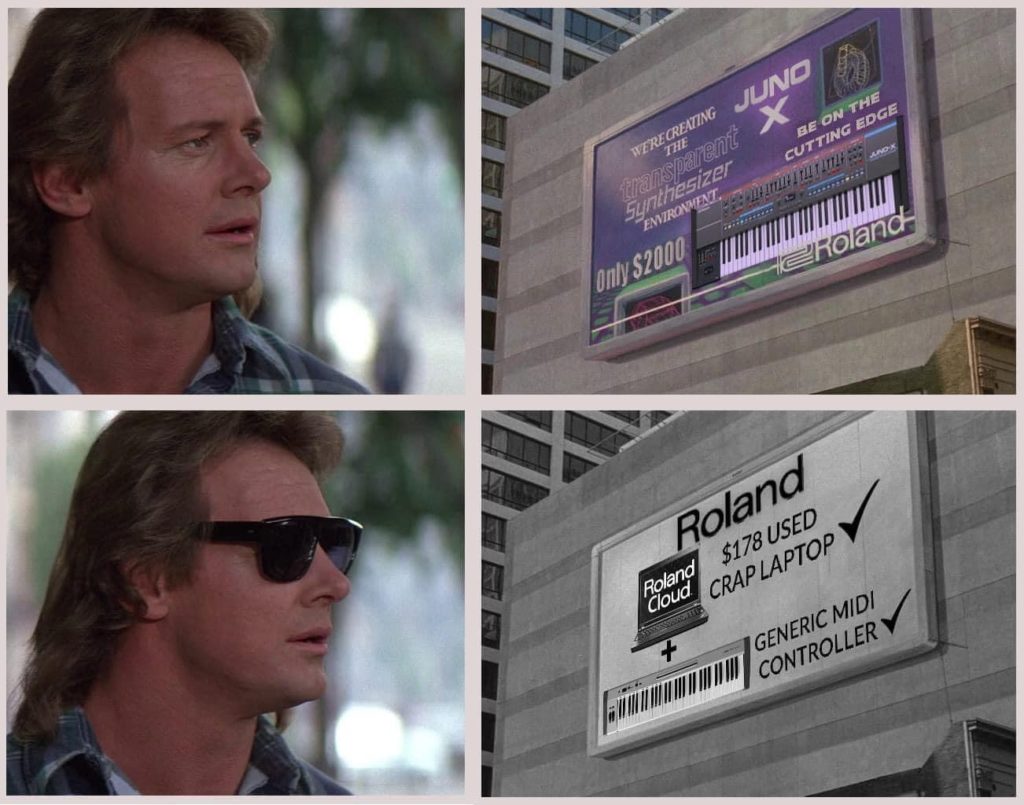 JUNO
X
WE'RE CREATING
THE
transparent
Synthesizer
ENVIRONMENT
BE ON THE
CUTTING EDGE
JUNO-X
Only $2000
Roland
Roland
$178 USED
CRAP LAPTOP
Roland
Cloud
+
GENERIC MIDI
CONTROLLER